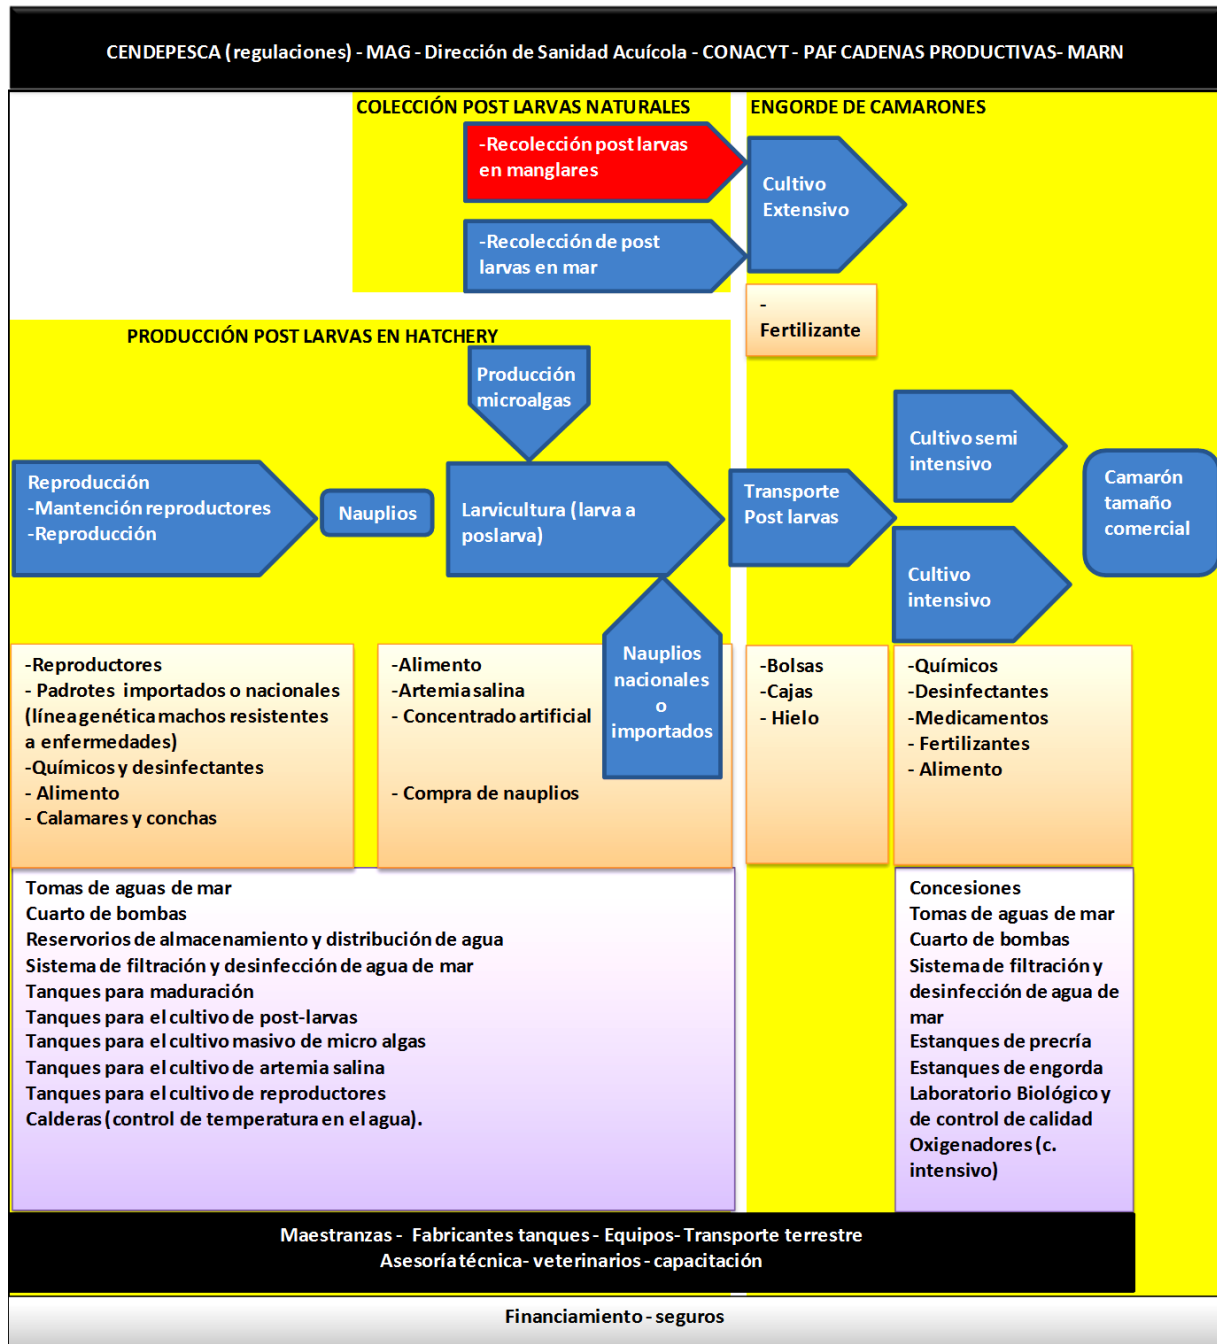 CENDEPESCA (regulaciones) - MAG - Dirección de Sanidad Acuícola - CONACYT - PAF CADENAS PRODUCTIVAS- MARN
COLECCIÓN POST LARVAS NATURALES
ENGORDE DE CAMARONES
-Recolección post larvas
en manglares
Cultivo
Extensivo
-Recolección de post
larvas en mar
-
Fertilizante
PRODUCCIÓN POST LARVAS EN HATCHERY
Producción
microalgas
Reproducción
-Mantención reproductores
-Reproducción
Nauplios
Larvicultura (larva a
poslarva)
Transporte
Post larvas
Cultivo semi
intensivo
Cultivo
intensivo
Camarón
tamaño
comercial
Nauplios
nacionales
o
importados
-Reproductores
- Padrotes importados o nacionales
(línea genética machos resistentes
a enfermedades)
-Químicos y desinfectantes
- Alimento
- Calamares y conchas
-Alimento
-Artemia salina
- Concentrado artificial
- Compra de nauplios
-Bolsas
-Cajas
- Hielo
-Químicos
-Desinfectantes
-Medicamentos
- Fertilizantes
- Alimento
Tomas de aguas de mar
Cuarto de bombas
Reservorios de almacenamiento y distribución de agua
Sistema de filtración y desinfección de agua de mar
Tanques para maduración
Tanques para el cultivo de post-larvas
Tanques para el cultivo masivo de micro algas
Tanques para el cultivo de artemia salina
Tanques para el cultivo de reproductores
Calderas (control de temperatura en el agua).
Concesiones
Tomas de aguas de mar
Cuarto de bombas
Sistema de filtración y
desinfección de agua de
mar
Estanques de precría
Estanques de engorda
Laboratorio Biológico y
de control de calidad
Oxigenadores (c.
intensivo)
Maestranzas - Fabricantes tanques - Equipos- Transporte terrestre
Asesoría técnica- veterinarios - capacitación
Financiamiento - seguros